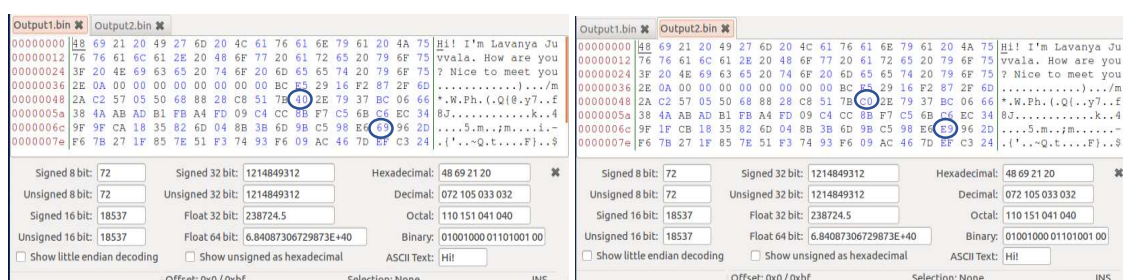 Output1.bin ✖ Output2.bin ✖
00000000 48 69 21 20 49 27 6D 20 4C 61 76 61 6E 79 61 20 4A 75 Hi! I'm Lavanya Ju
00000012 76 76 61 6C 61 2E 20 48 6F 77 20 61 72 65 20 79 6F 75 vvala. How are you
00000024 3F 20 4E 69 63 65 20 74 6F 20 6D 65 65 74 20 79 6F 75 ? Nice to meet you
00000036 2E 0A 00 00 00 00 00 00 00 00 BC E5 29 16 F2 87 2F 6D ............).../m
00000048 2A C2 57 05 50 68 88 28 C8 51 7B 40 2E 79 37 BC 06 66 *.W.Ph.(.Q{@.y7..f
0000005a 38 4A AB AD B1 FB A4 FD 09 C4 CC 8B F7 C5 6B C6 EC 34 8J............k..4
0000006c 9F 9F CA 18 35 82 6D 04 8B 3B 6D 9B C5 98 E6 69 96 2D ....5.m..;m....i.-
0000007e F6 7B 27 1F 85 7E 51 F3 74 93 F6 09 AC 46 7D EF C3 24 .{'..~Q.t....F}..$
Signed 8 bit: 72 Signed 32 bit: 1214849312 Hexadecimal: 48 69 21 20 ✖
Unsigned 8 bit: 72 Unsigned 32 bit: 1214849312 Decimal: 072 105 033 032
Signed 16 bit: 18537 Float 32 bit: 238724.5 Octal: 110 151 041 040
Unsigned 16 bit: 18537 Float 64 bit: 6.84087306729873E+40 Binary: 01001000 01101001 00
Show little endian decoding Show unsigned as hexadecimal ASCII Text: Hi!
Offset: 0x0 / 0xbf Selection: None INS
Output1.bin ✖ Output2.bin ✖
00000000 48 69 21 20 49 27 6D 20 4C 61 76 61 6E 79 61 20 4A 75 Hi! I'm Lavanya Ju
00000012 76 76 61 6C 61 2E 20 48 6F 77 20 61 72 65 20 79 6F 75 vvala. How are you
00000024 3F 20 4E 69 63 65 20 74 6F 20 6D 65 65 74 20 79 6F 75 ? Nice to meet you
00000036 2E 0A 00 00 00 00 00 00 00 00 BC E5 29 16 F2 87 2F 6D ............).../m
00000048 2A C2 57 05 50 68 88 28 C8 51 7B C0 2E 79 37 BC 06 66 *.W.Ph.(.Q{..y7..f
0000005a 38 4A AB AD B1 FB A4 FD 09 C4 CC 8B F7 C5 6B C6 EC 34 8J............k..4
0000006c 9F 1F CB 18 35 82 6D 04 8B 3B 6D 9B C5 98 E6 E9 96 2D ....5.m..;m......-
0000007e F6 7B 27 1F 85 7E 51 F3 74 93 F6 09 AC 46 7D EF C3 24 .{'..~Q.t....F}..$
Signed 8 bit: 72 Signed 32 bit: 1214849312 Hexadecimal: 48 69 21 20 ✖
Unsigned 8 bit: 72 Unsigned 32 bit: 1214849312 Decimal: 072 105 033 032
Signed 16 bit: 18537 Float 32 bit: 238724.5 Octal: 110 151 041 040
Unsigned 16 bit: 18537 Float 64 bit: 6.84087306729873E+40 Binary: 01001000 01101001 00
Show little endian decoding Show unsigned as hexadecimal ASCII Text: Hi!
Offset: 0x0 / 0xbf Selection: None INS